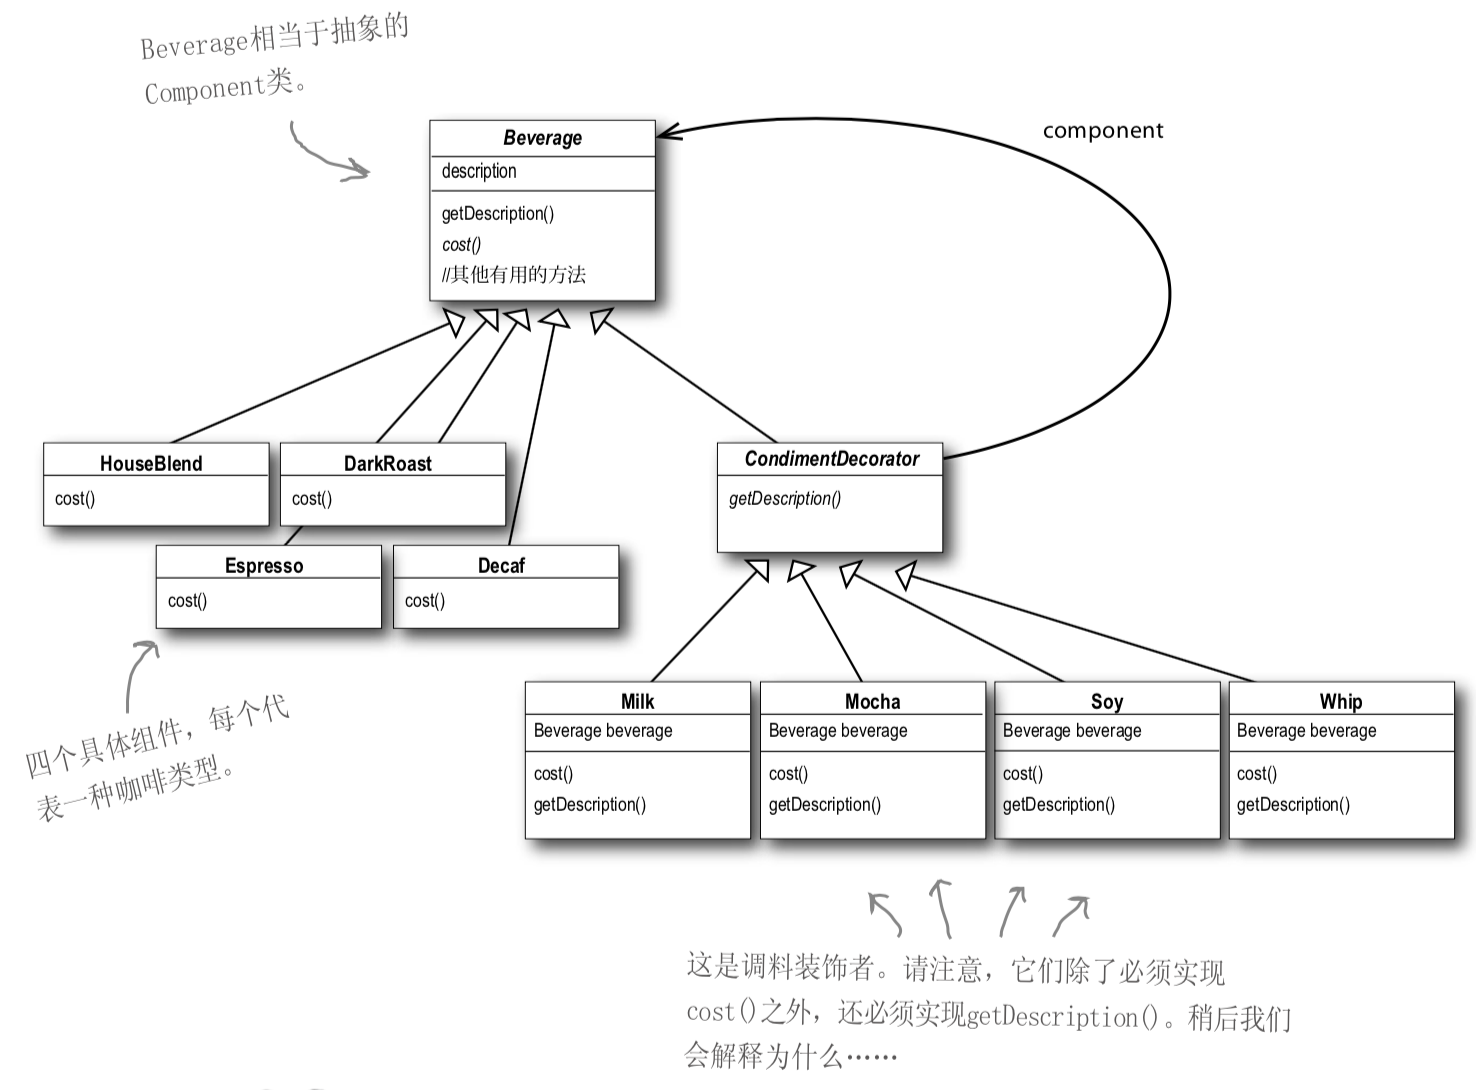 Beverage相当于抽象的
Component类。
component
Beverage
description
getDescription()
cost()
//其他有用的方法
HouseBlend
cost()
DarkRoast
cost()
CondimentDecorator
getDescription()
Espresso
cost()
Decaf
cost()
四个具体组件，每个代
表一种咖啡类型。
Milk
Beverage beverage
cost()
getDescription()
Mocha
Beverage beverage
cost()
getDescription()
Soy
Beverage beverage
cost()
getDescription()
Whip
Beverage beverage
cost()
getDescription()
这是调料装饰者。请注意，它们除了必须实现
cost()之外，还必须实现getDescription()。稍后我们
会解释为什么……